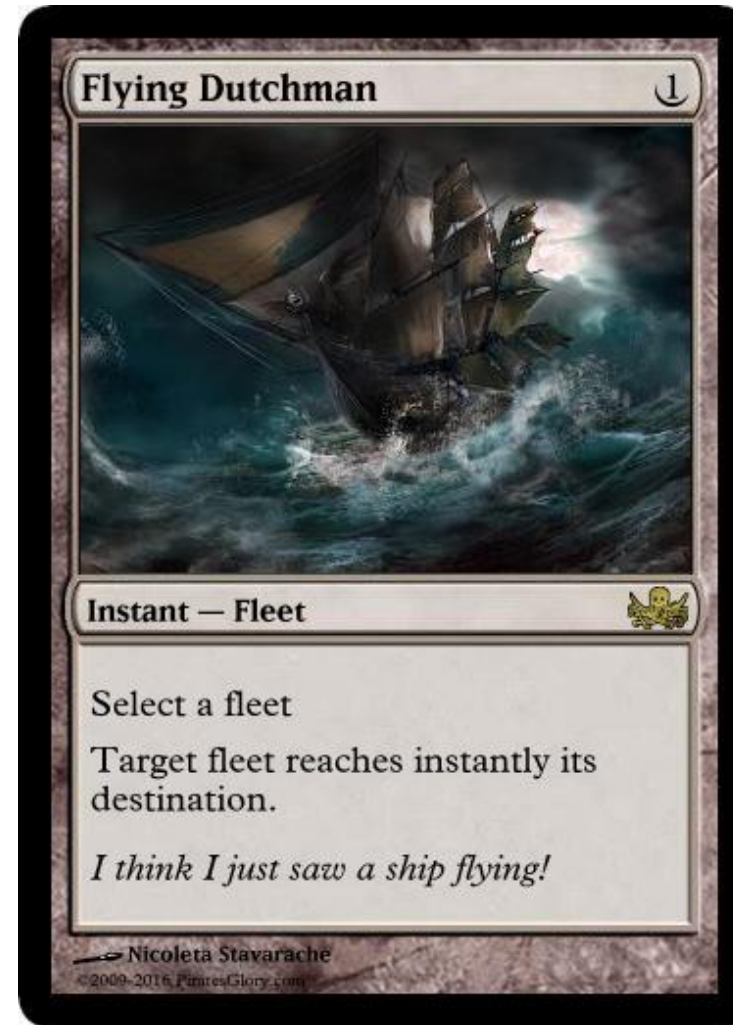 Flying Dutchman 1
Instant — Fleet
Select a fleet
Target fleet reaches instantly its
destination.
I think I just saw a ship flying!
Nicoleta Stavarache
©2009-2016 PiratesGlory.com